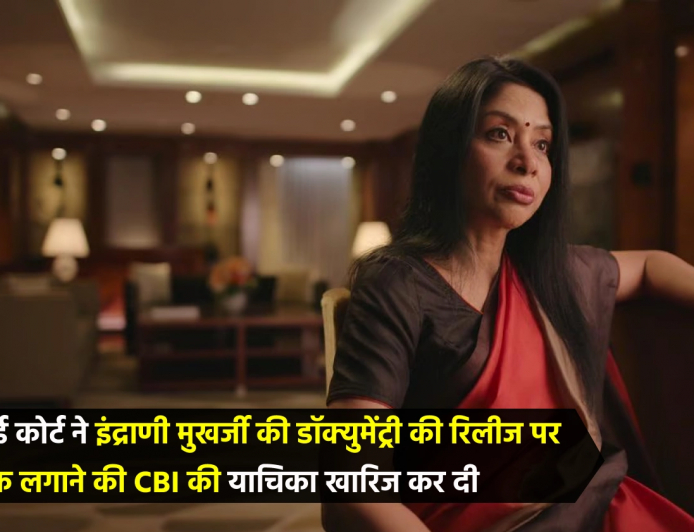 र्ड कोर्ट ने इंद्राणी मुखर्जी की डॉक्युमेंट्री की रिलीज पर
क लगाने की CBI की याचिका खारिज कर दी